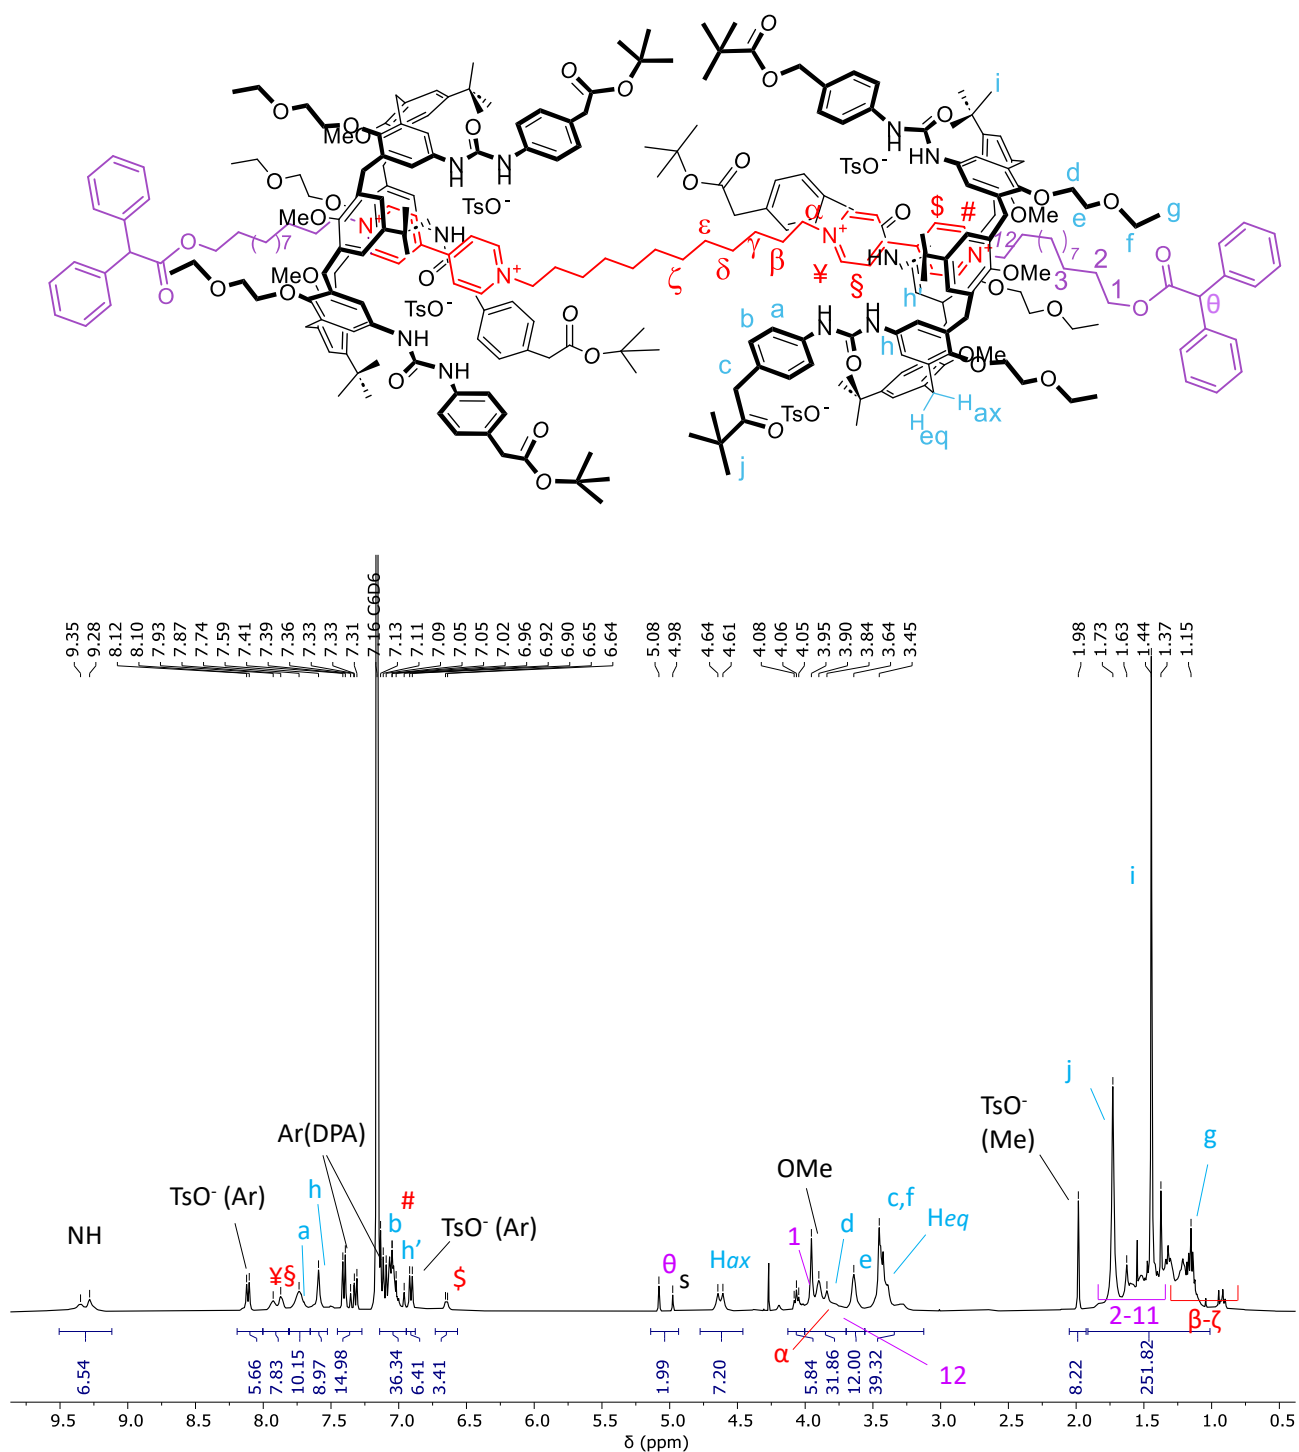 O
O
O
O
O
MeO
N
H
O
N
H
O
O
O
O
O
i
N
H
O
N
H
TsO⁻
TsO⁻
d
O
e
O
f
g
OMe
O
O
MeO
MeO
N⁺
7
NH
O
TsO⁻
N⁺
O
O
ζ
ε
δ
γ
β
α
N⁺
¥
§
O
NH
$
#
N⁺
12
7
3
2
1
O
O
θ
OMe
O
O
h
h
NH
O
N
H
O
O
b
a
c
N
H
N
H
O
TsO⁻
O
j
OMe
O
O
H
ax
H
eq
9.35
9.28
8.12
8.10
7.93
7.87
7.74
7.59
7.41
7.39
7.36
7.33
7.33
7.31
7.16 C6D6
7.13
7.11
7.09
7.05
7.05
7.02
6.96
6.92
6.90
6.65
6.64
5.08
4.98
4.64
4.61
4.08
4.06
4.05
3.95
3.90
3.84
3.64
3.45
1.98
1.73
1.63
1.44
1.37
1.15
NH
TsO⁻ (Ar)
¥§
a
h
Ar(DPA)
b
#
h'
TsO⁻ (Ar)
$
θ
s
Hax
1
OMe
d
e
c,f
Heq
TsO⁻
(Me)
j
i
g
α
12
2-11
β-ζ
6.54
5.66
7.83
10.15
8.97
14.98
36.34
6.41
3.41
1.99
7.20
5.84
31.86
12.00
39.32
8.22
251.82
9.5
9.0
8.5
8.0
7.5
7.0
6.5
6.0
5.5
5.0
4.5
4.0
3.5
3.0
2.5
2.0
1.5
1.0
0.5
δ (ppm)